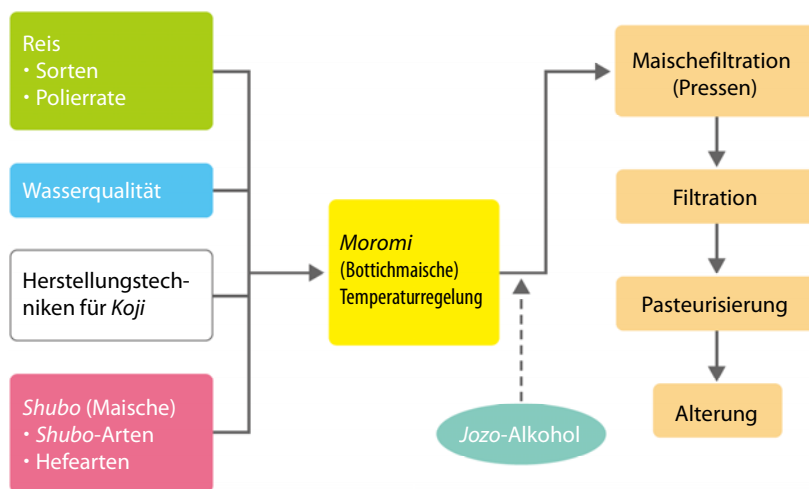 Reis
• Sorten
• Polierrate
Wasserqualität
Herstellungstech-
niken für Koji
Shubo (Maische)
• Shubo-Arten
• Hefearten
Moromi
(Bottichmaische)
Temperaturregelung
Jozo-Alkohol
Maischefiltration
(Pressen)
Filtration
Pasteurisierung
Alterung